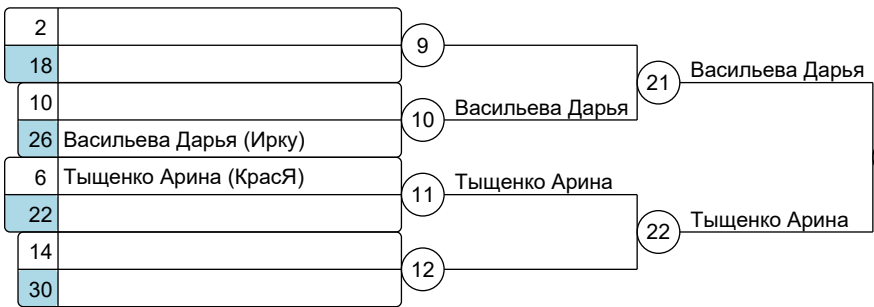 2
9
18
21 Васильева Дарья
10
10 Васильева Дарья
26 Васильева Дарья (Ирку)
6 Тыщенко Арина (КрасЯ)
11 Тыщенко Арина
22
22 Тыщенко Арина
14
12
30